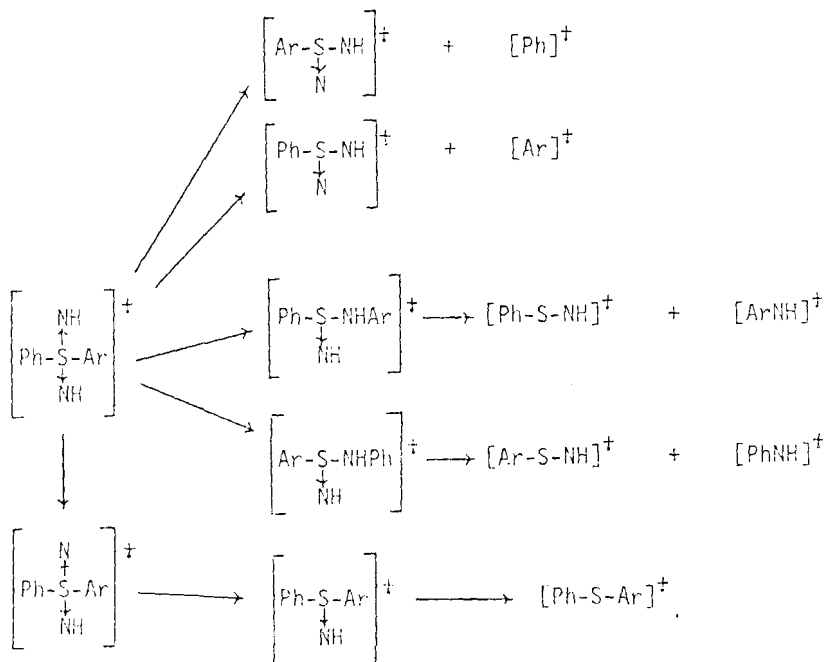 [Ar-S-NH]‡ + [Ph]‡
N
[Ph-S-NH]‡ + [Ar]‡
N
[Ph-S-Ar]‡
NH
NH
[Ph-S-NHAr]‡ → [Ph-S-NH]‡ + [ArNH]‡
NH
[Ar-S-NHPh]‡ → [Ar-S-NH]‡ + [PhNH]‡
NH
[Ph-S-Ar]‡
N
NH
[Ph-S-Ar]‡ → [Ph-S-Ar]‡.
NH